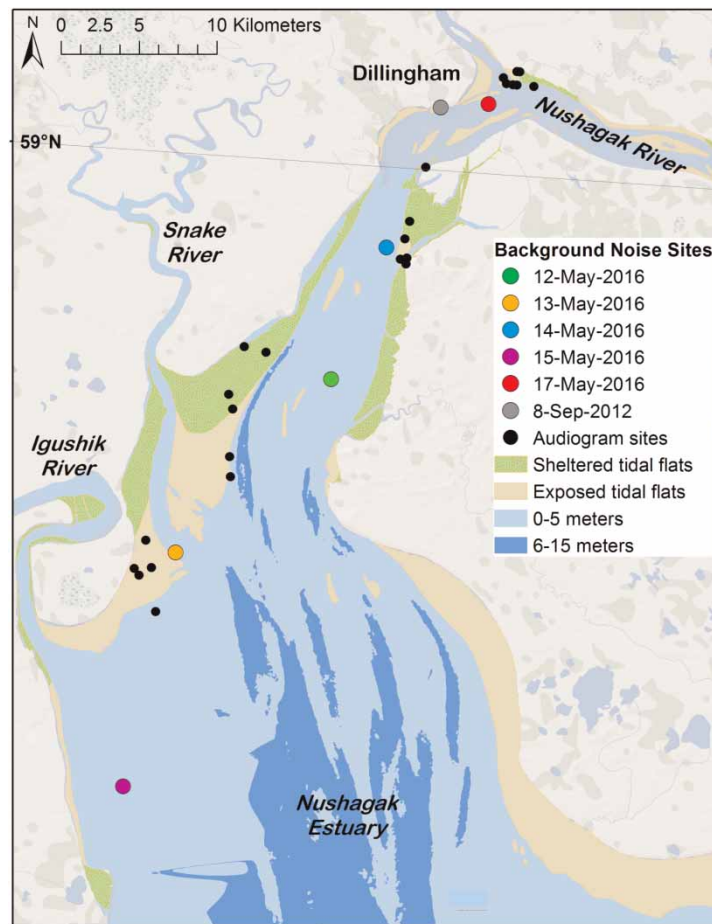 N
0 2.5 5 10 Kilometers
Dillingham
Nushagak River
59°N
Snake
River
Background Noise Sites
12-May-2016
13-May-2016
14-May-2016
15-May-2016
17-May-2016
8-Sep-2012
Audiogram sites
Sheltered tidal flats
Exposed tidal flats
0-5 meters
6-15 meters
Igushik
River
Nushagak
Estuary